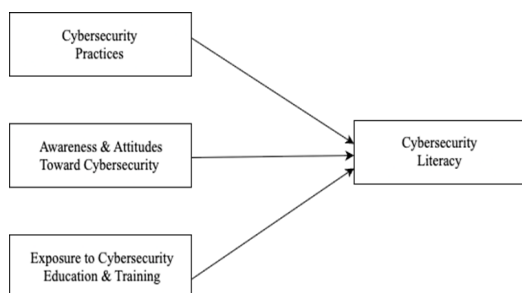 Cybersecurity
Practices
Awareness & Attitudes
Toward Cybersecurity
Cybersecurity
Literacy
Exposure to Cybersecurity
Education & Training